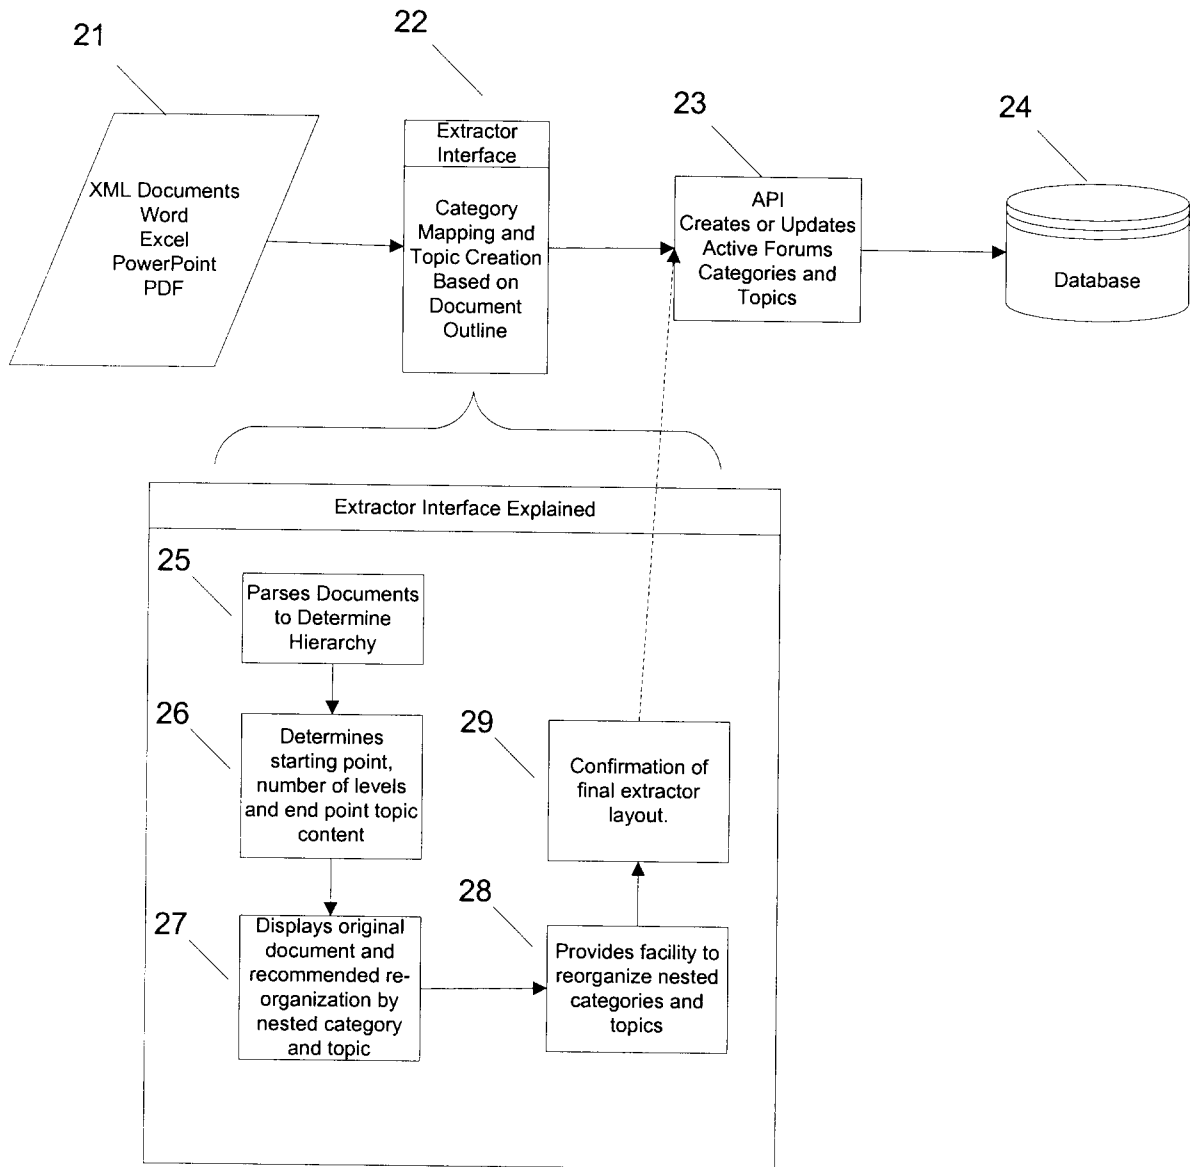 21
22
23
24
XML Documents
Word
Excel
PowerPoint
PDF
Extractor
Interface
Category
Mapping and
Topic Creation
Based on
Document
Outline
API
Creates or Updates
Active Forums
Categories and
Topics
Database
Extractor Interface Explained
25
Parses Documents
to Determine
Hierarchy
26
Determines
starting point,
number of levels
and end point topic
content
27
Displays original
document and
recommended re-
organization by
nested category
and topic
28
Provides facility to
reorganize nested
categories and
topics
29
Confirmation of
final extractor
layout.